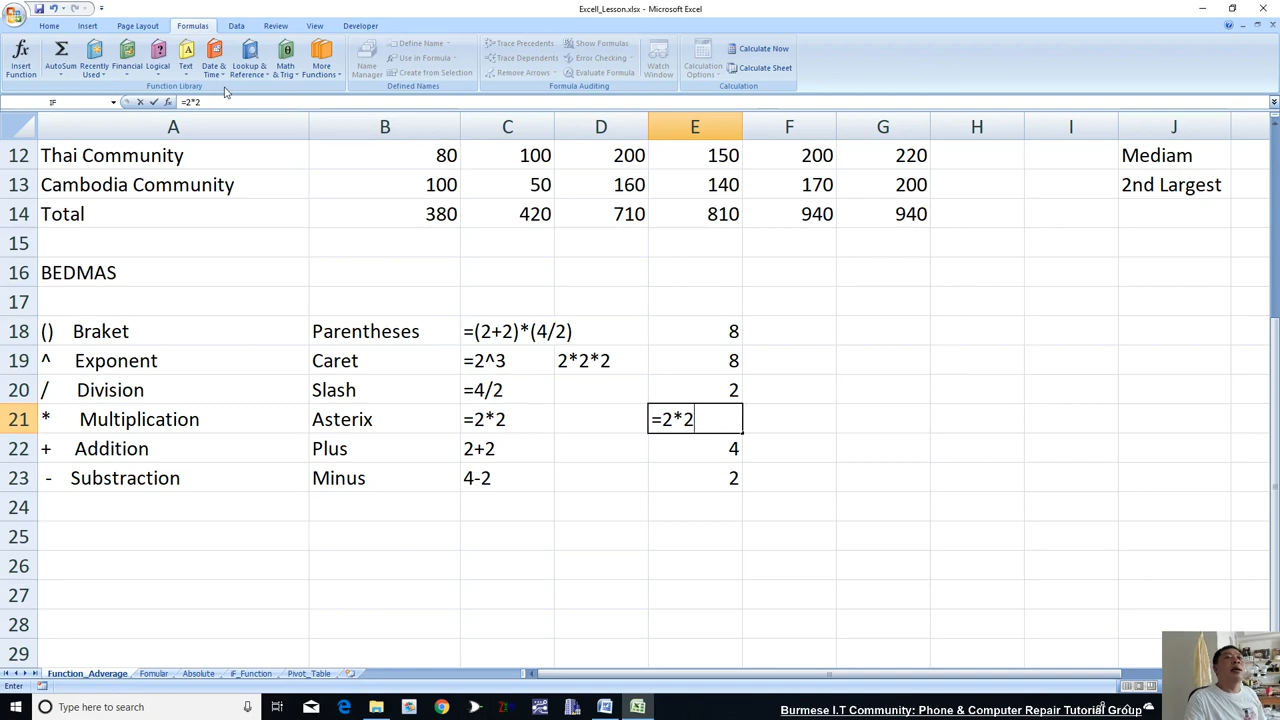 Excell_Lesson.xlsx - Microsoft Excel
Home Insert Page Layout Formulas Data Review View Developer
Insert Function
AutoSum
Recently Used
Financial
Logical
Text
Date & Time
Lookup & Reference
Math & Trig
More Functions
Function Library
Name Manager
Define Name
Use in Formula
Create from Selection
Defined Names
Trace Precedents
Trace Dependents
Remove Arrows
Show Formulas
Error Checking
Evaluate Formula
Formula Auditing
Watch Window
Calculation Options
Calculate Now
Calculate Sheet
Calculation
IF fx =2*2
A B C D E F G H I J
12 Thai Community 80 100 200 150 200 220 Mediam
13 Cambodia Community 100 50 160 140 170 200 2nd Largest
14 Total 380 420 710 810 940 940
15
16 BEDMAS
17
18 () Braket Parentheses =(2+2)*(4/2) 8
19 ^ Exponent Caret =2^3 2*2*2 8
20 / Division Slash =4/2 2
21 * Multiplication Asterix =2*2 =2*2
22 + Addition Plus 2+2 4
23 - Substraction Minus 4-2 2
24
25
26
27
28
29
Function_Adverage Fomular Absolute IF_Function Pivot_Table
Enter
Type here to search
Burmese I.T Community: Phone & Computer Repair Tutorial Group